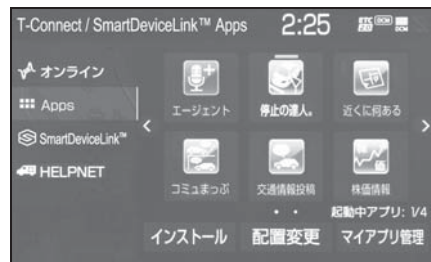 T-Connect / SmartDeviceLink™ Apps 2:25 ETC DCM
オンライン
Apps
SmartDeviceLink™
HELPNET
エージェント 停止の達人。 近くに何ある
コミュまっぷ 交通情報投稿 株価情報
起動中アプリ: 1/4
インストール 配置変更 マイアプリ管理